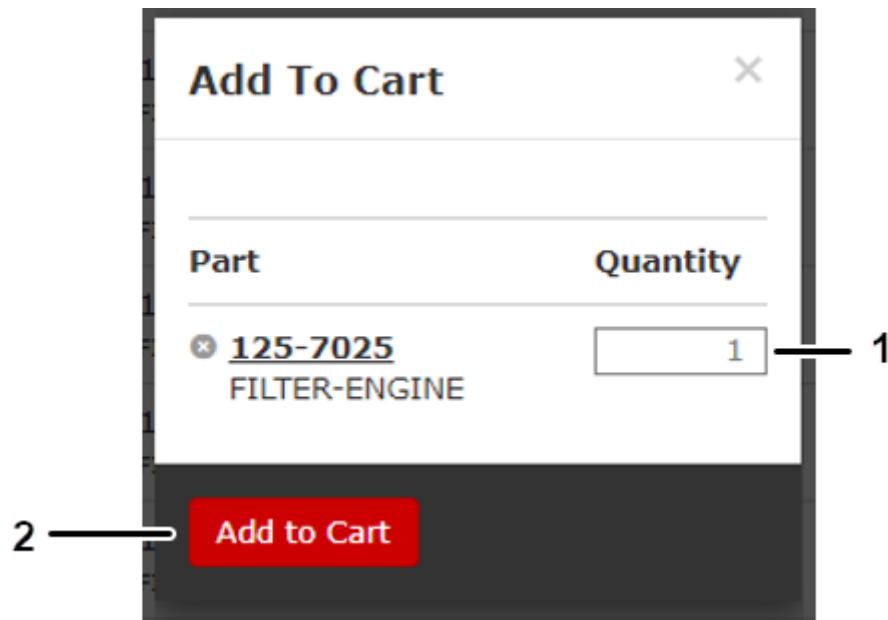 Add To Cart
Part Quantity
125-7025 1 1
FILTER-ENGINE
2 Add to Cart